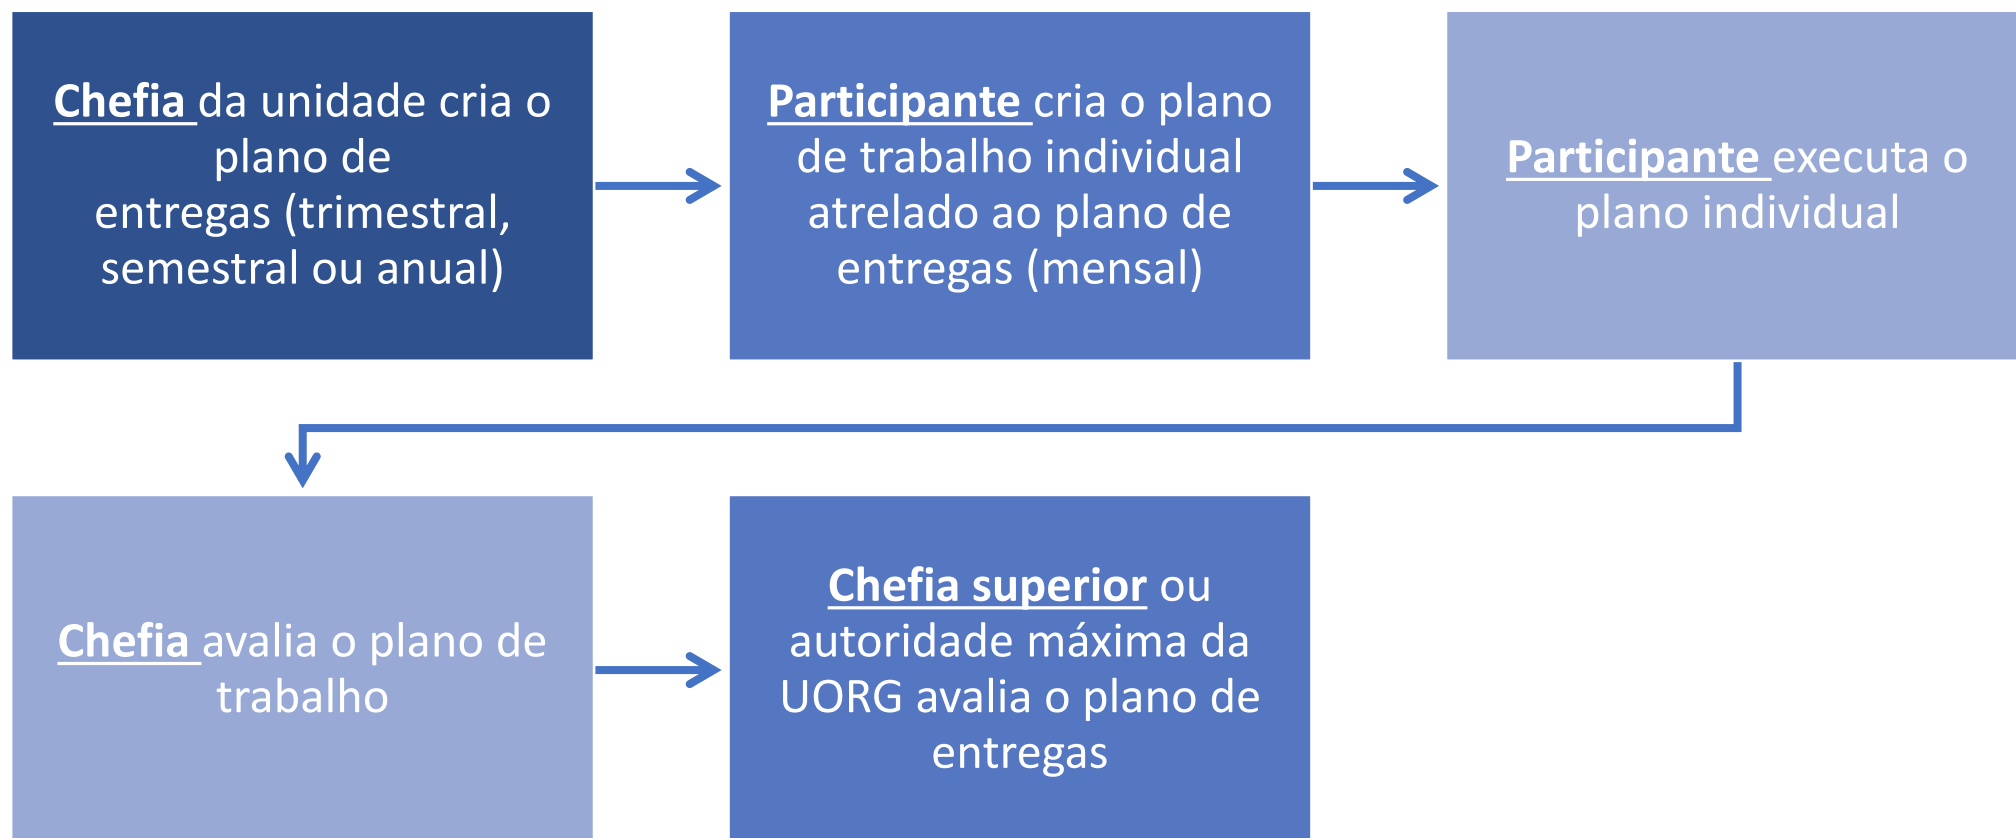 Chefia da unidade cria o
plano de
entregas (trimestral,
semestral ou anual)
Participante cria o plano
de trabalho individual
atrelado ao plano de
entregas (mensal)
Participante executa o
plano individual
Chefia avalia o plano de
trabalho
Chefia superior ou
autoridade máxima da
UORG avalia o plano de
entregas